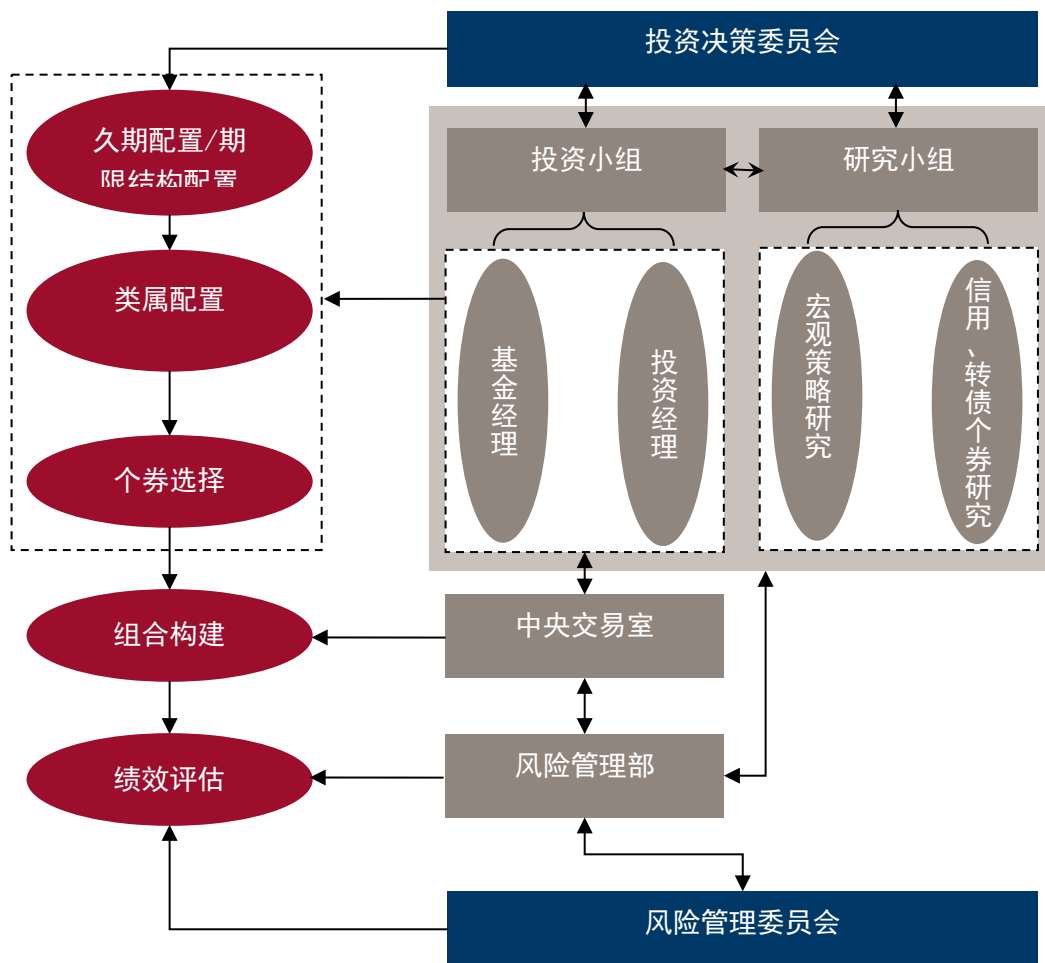 投资决策委员会
久期配置/期
限结构配置
投资小组
研究小组
类属配置
基金经理
投资经理
宏观策略研究
信用、转债个券研究
个券选择
组合构建
中央交易室
绩效评估
风险管理部
风险管理委员会